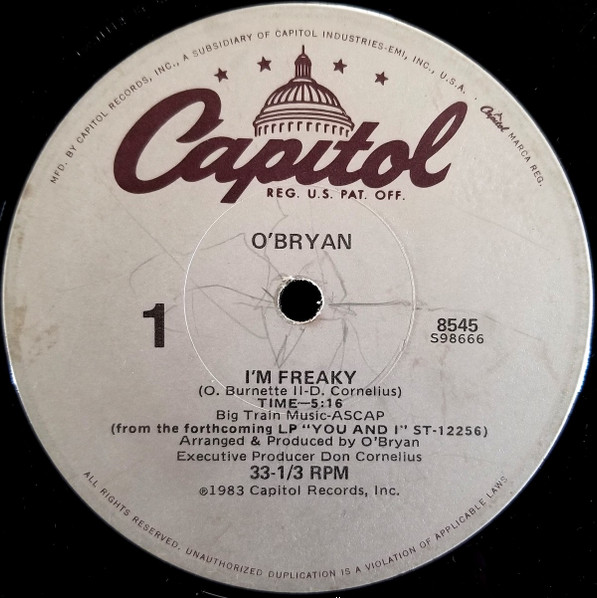 MFD. BY CAPITOL RECORDS, INC., A SUBSIDIARY OF CAPITOL INDUSTRIES-EMI, INC., U.S.A. · Capitol MARCA REG.
Capitol
REG. U.S. PAT. OFF.
O'BRYAN
1
8545
S98666
I'M FREAKY
(O. Burnette II-D. Cornelius)
TIME—5:16
Big Train Music-ASCAP
(from the forthcoming LP "YOU AND I" ST-12256)
Arranged & Produced by O'Bryan
Executive Producer Don Cornelius
33-1/3 RPM
℗1983 Capitol Records, Inc.
ALL RIGHTS RESERVED. UNAUTHORIZED DUPLICATION IS A VIOLATION OF APPLICABLE LAWS